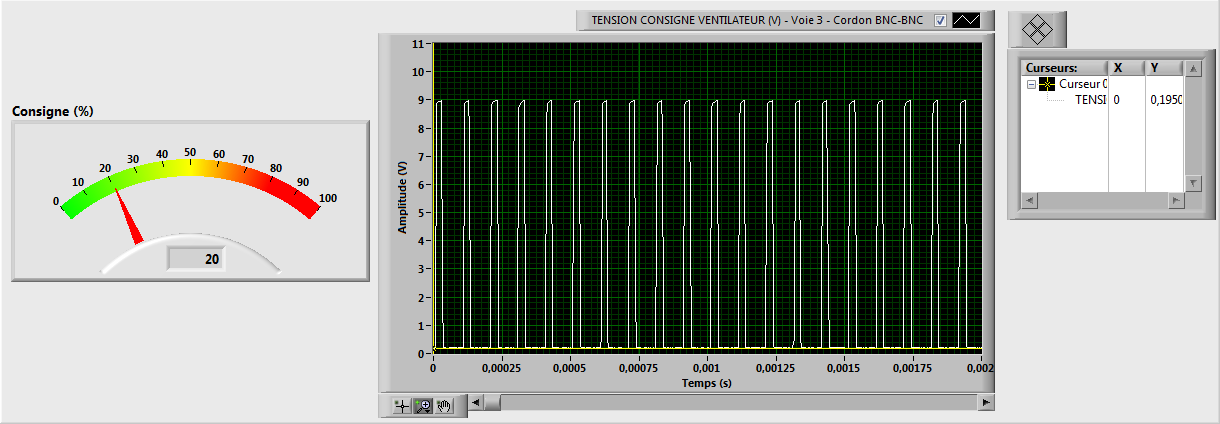 TENSION CONSIGNE VENTILATEUR (V) - Voie 3 - Cordon BNC-BNC
Consigne (%)
0 10 20 30 40 50 60 70 80 90 100
20
Amplitude (V)
11
10
9
8
7
6
5
4
3
2
1
0
0 0,00025 0,0005 0,00075 0,001 0,00125 0,0015 0,00175 0,002
Temps (s)
Curseurs: X Y
Curseur 0
TENSI 0 0,1950